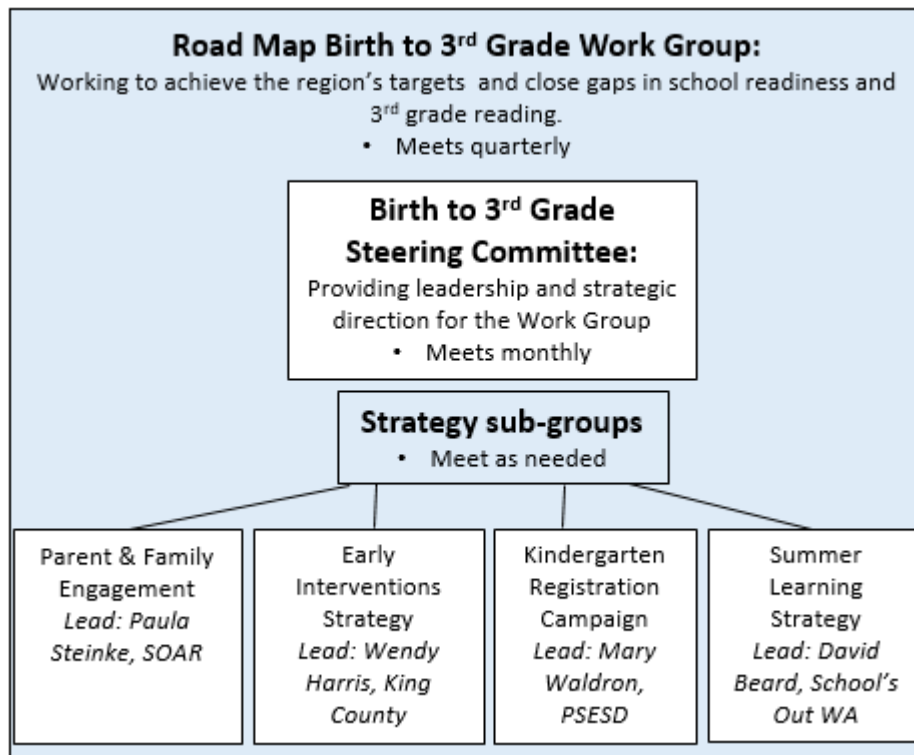 Road Map Birth to 3rd Grade Work Group:
Working to achieve the region's targets and close gaps in school readiness and
3rd grade reading.
• Meets quarterly
Birth to 3rd Grade
Steering Committee:
Providing leadership and strategic
direction for the Work Group
• Meets monthly
Strategy sub-groups
• Meet as needed
Parent & Family
Engagement
Lead: Paula
Steinke, SOAR
Early
Interventions
Strategy
Lead: Wendy
Harris, King
County
Kindergarten
Registration
Campaign
Lead: Mary
Waldron,
PSESD
Summer
Learning
Strategy
Lead: David
Beard, School's
Out WA